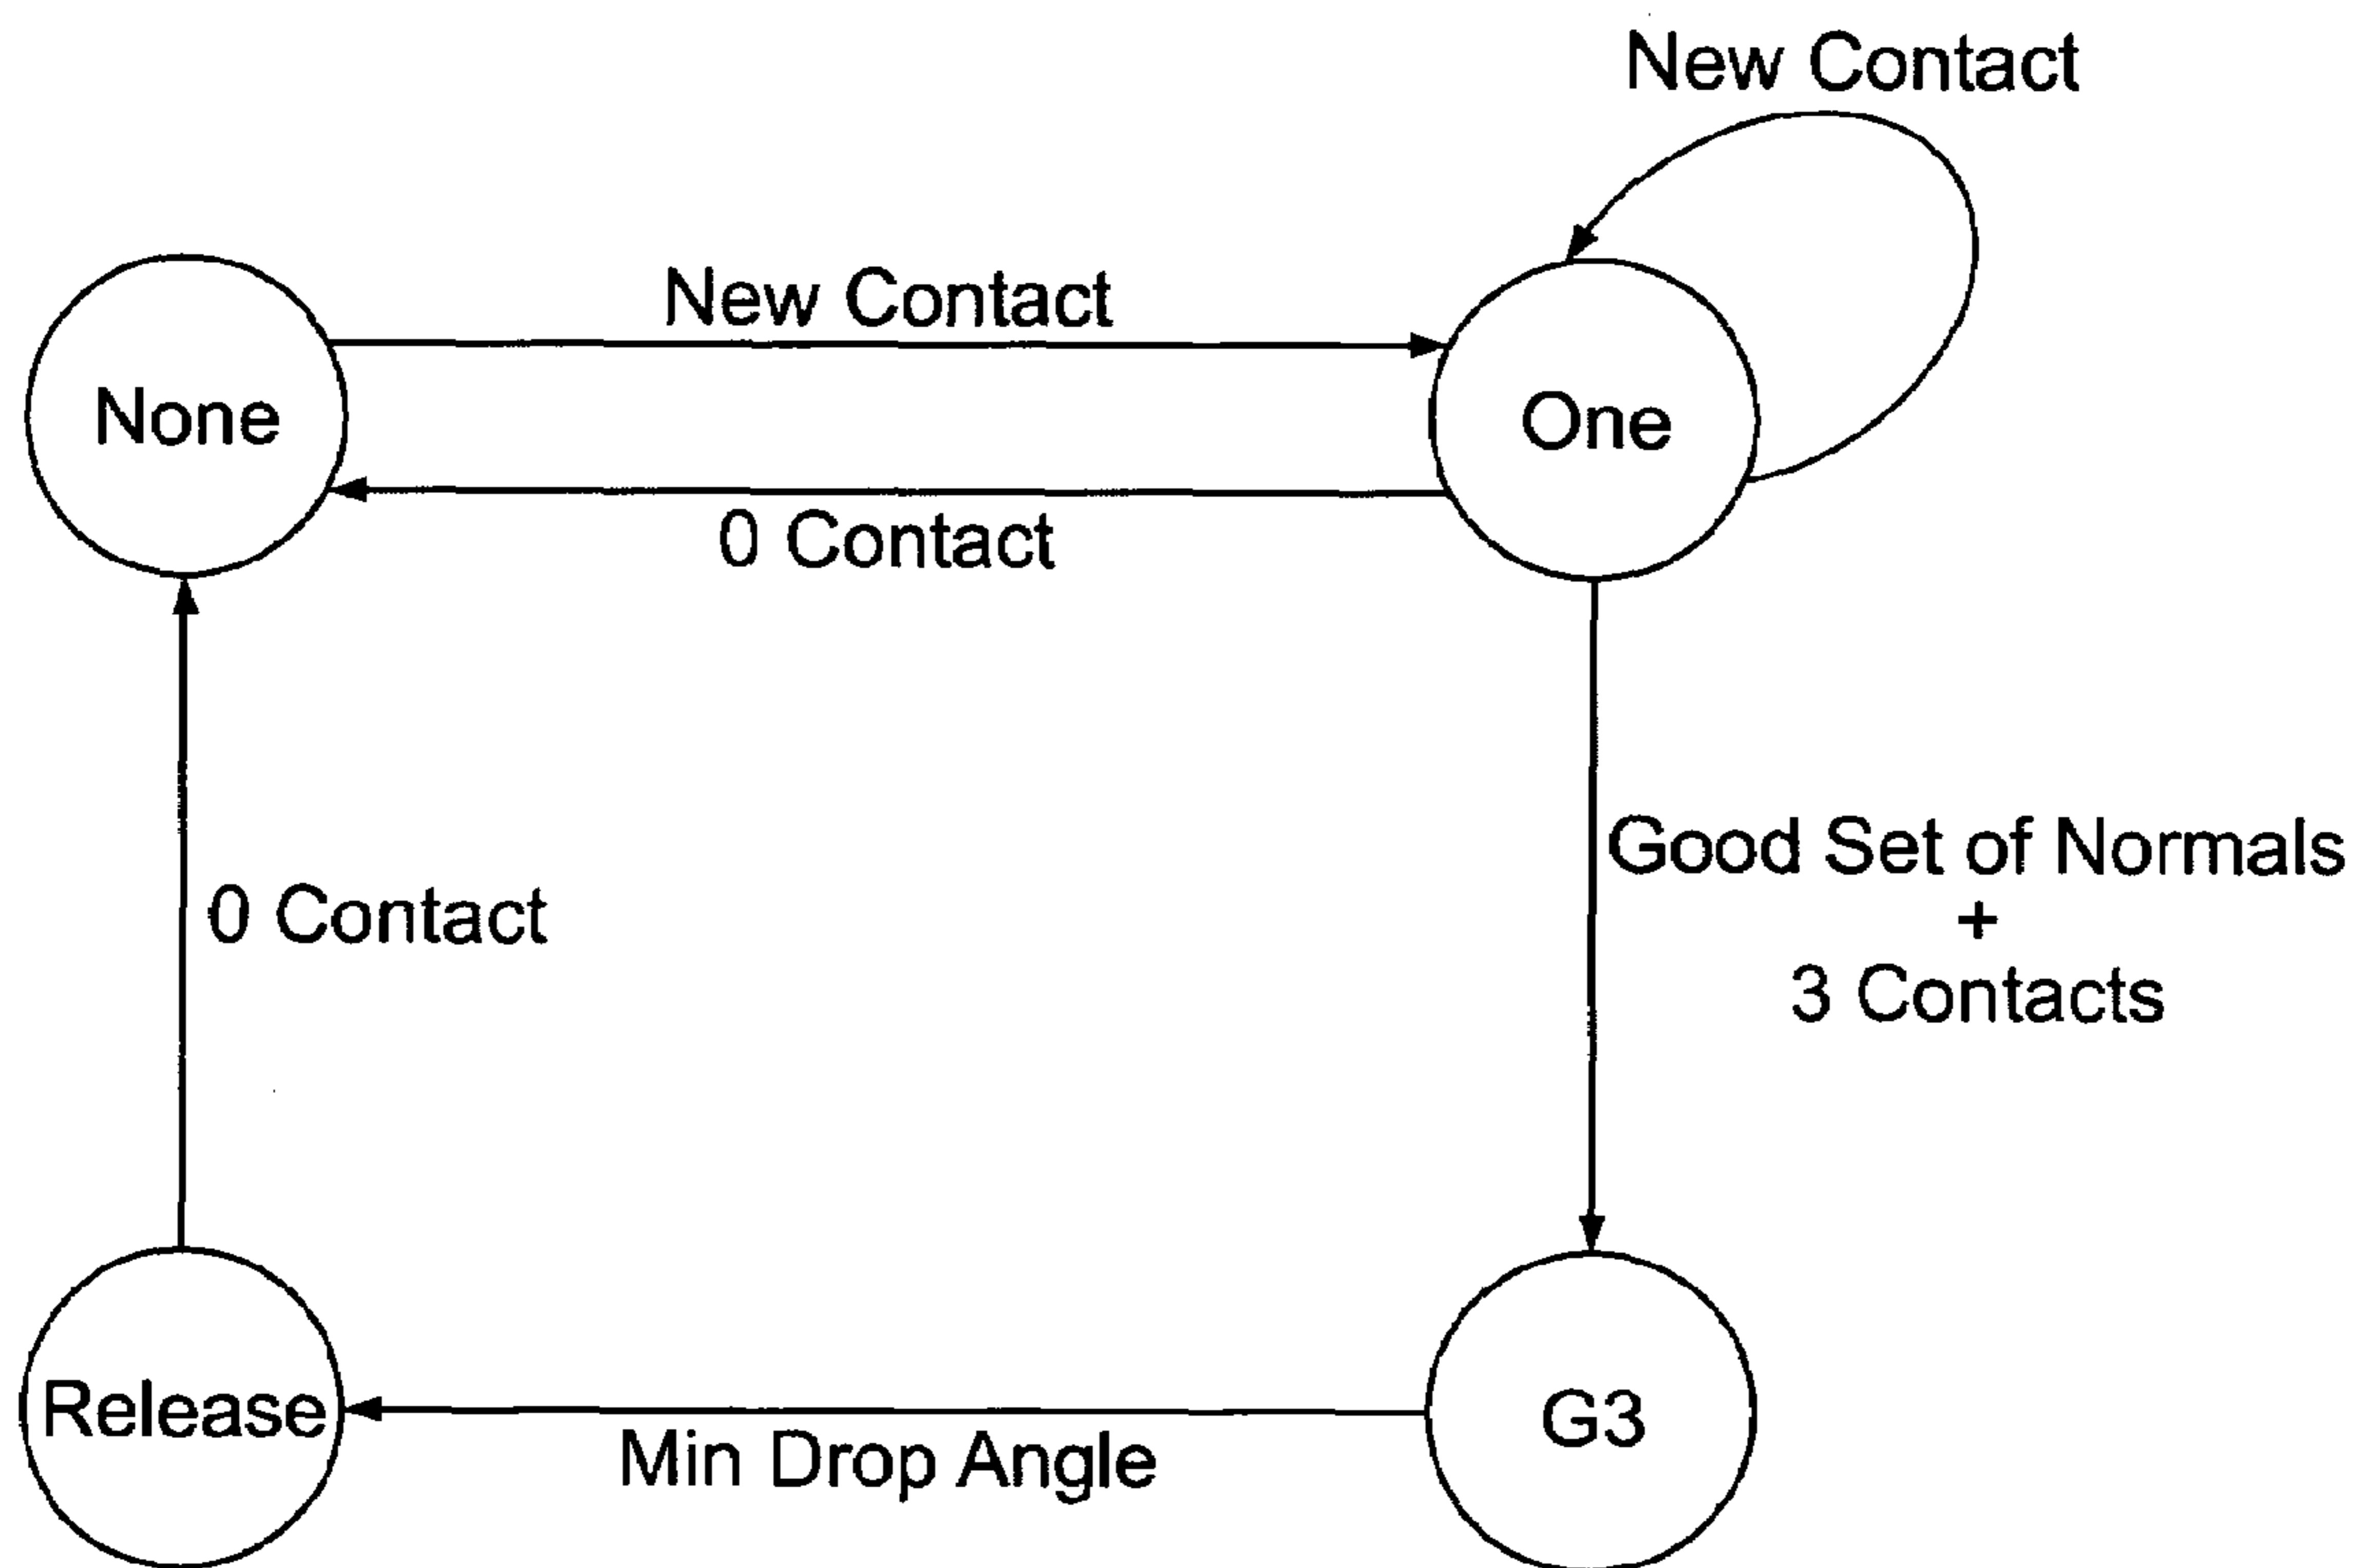 New Contact
New Contact
None
One
0 Contact
Good Set of Normals
+
3 Contacts
0 Contact
Release
G3
Min Drop Angle